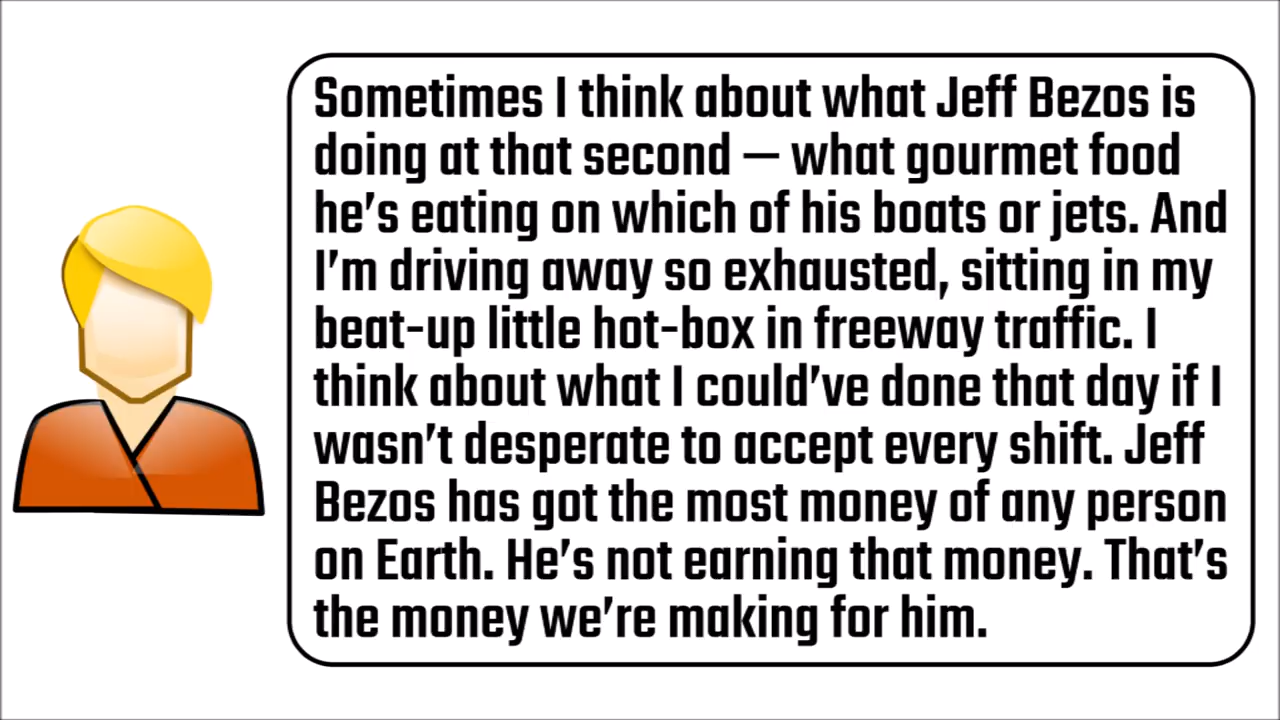 Sometimes I think about what Jeff Bezos is
doing at that second — what gourmet food
he’s eating on which of his boats or jets. And
I’m driving away so exhausted, sitting in my
beat-up little hot-box in freeway traffic. I
think about what I could’ve done that day if I
wasn’t desperate to accept every shift. Jeff
Bezos has got the most money of any person
on Earth. He’s not earning that money. That’s
the money we’re making for him.